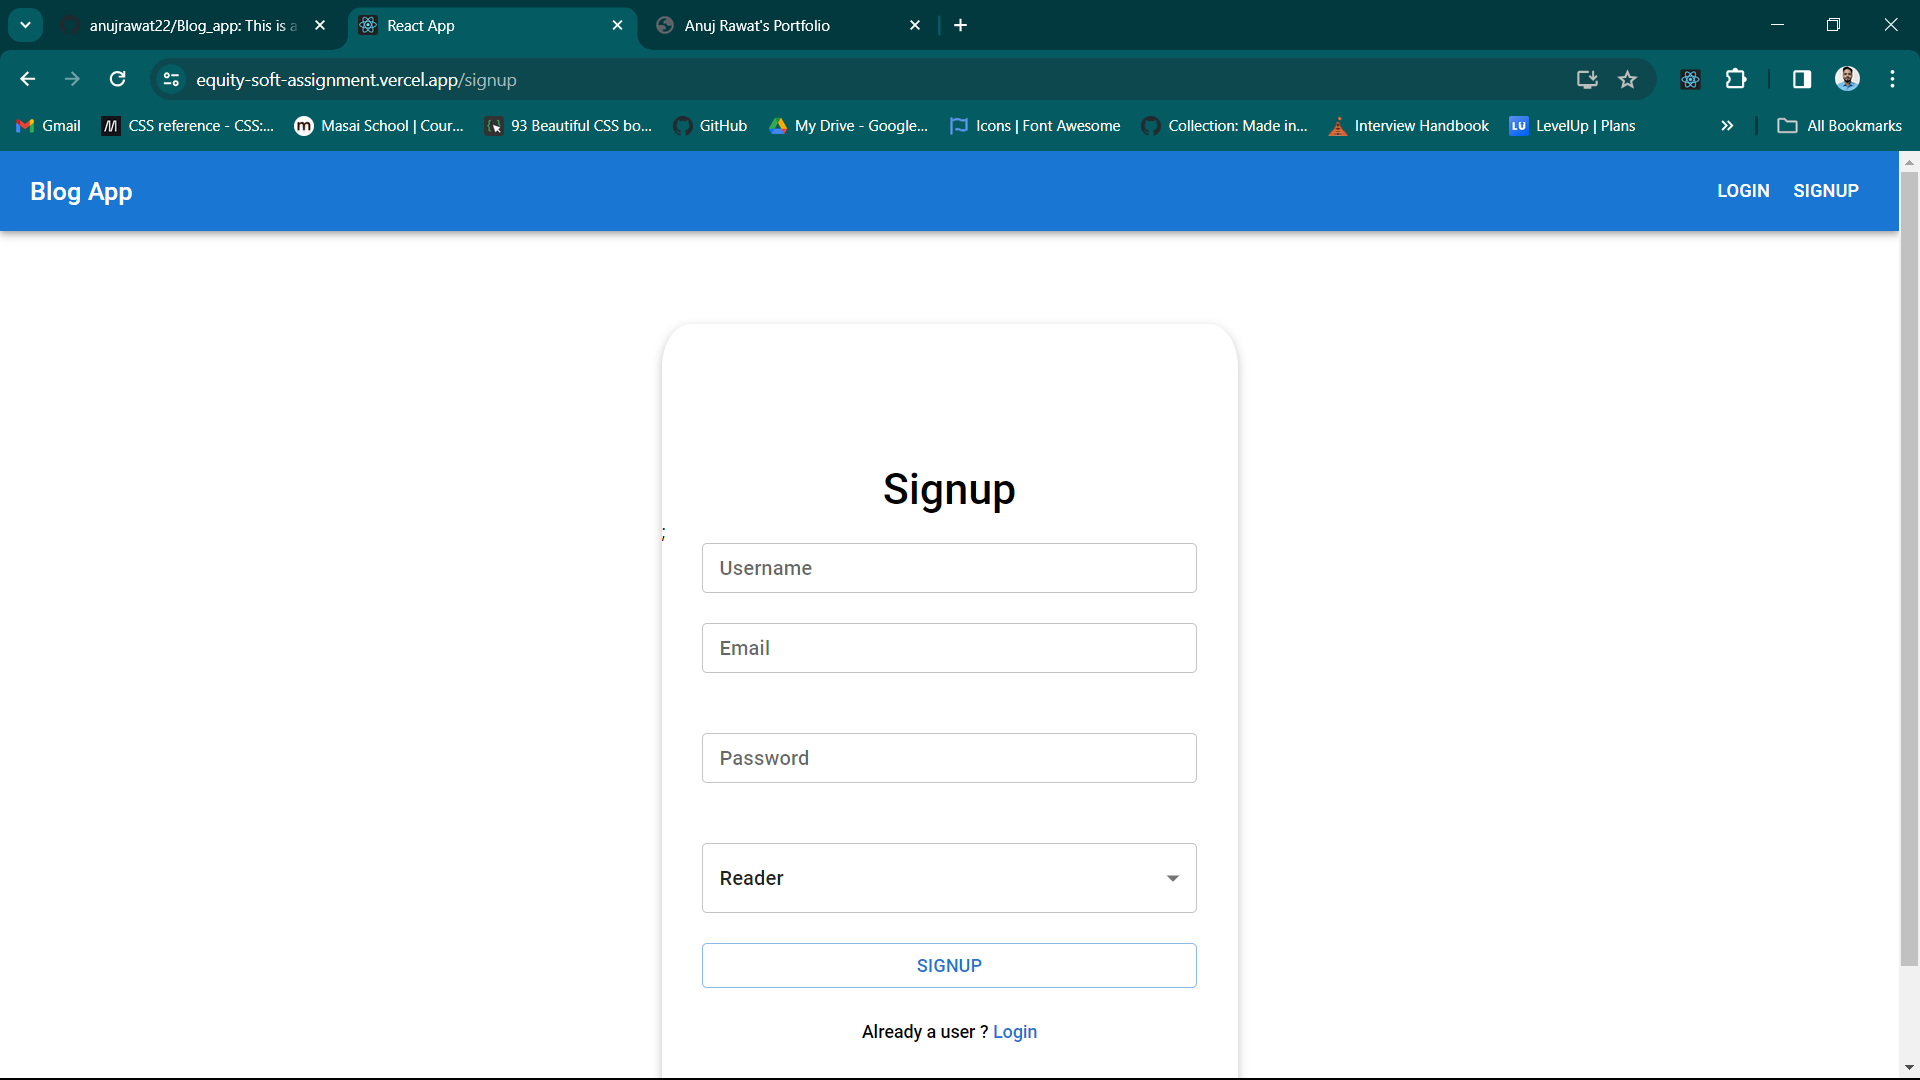 anujrawat22/Blog_app: This is a
React App
Anuj Rawat's Portfolio
equity-soft-assignment.vercel.app/signup
Gmail
CSS reference - CSS:...
Masai School | Cour...
93 Beautiful CSS bo...
GitHub
My Drive - Google...
Icons | Font Awesome
Collection: Made in...
Interview Handbook
LU
LevelUp | Plans
All Bookmarks
Blog App
LOGIN
SIGNUP
Signup
;
Username
Email
Password
Reader
SIGNUP
Already a user ? Login